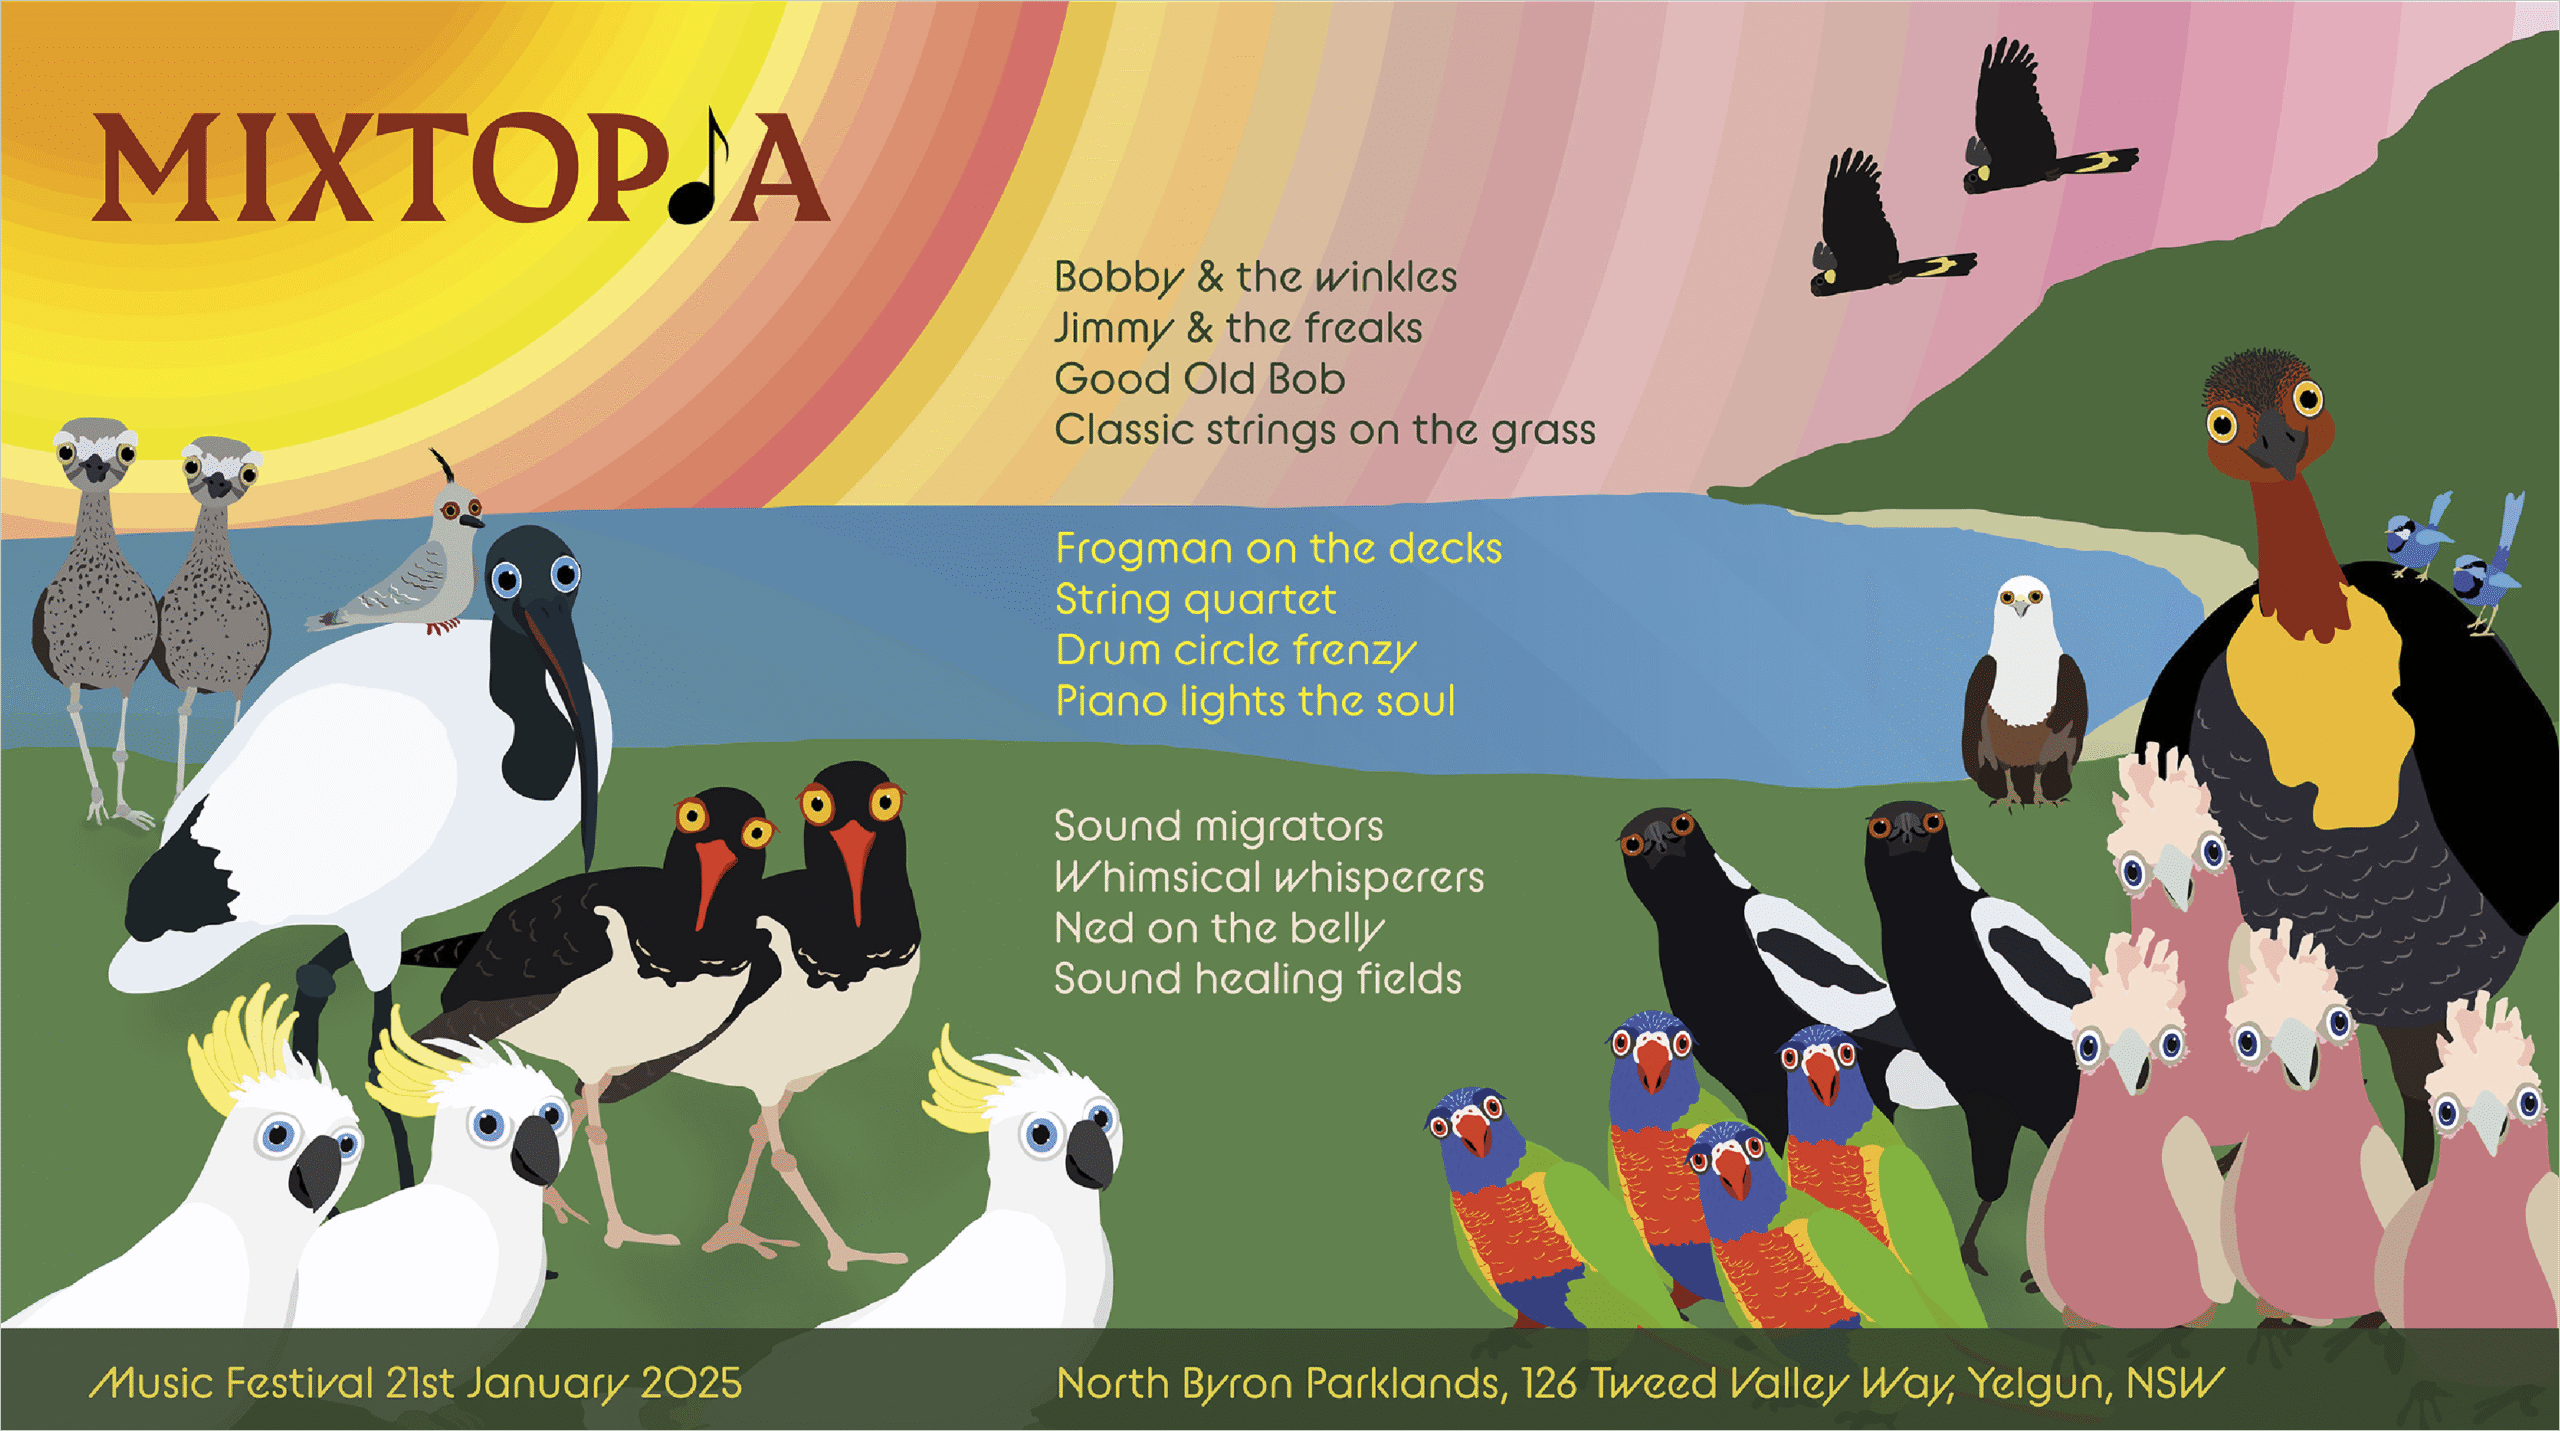 MIXTOPIA
Bobby & the winkles
Jimmy & the freaks
Good Old Bob
Classic strings on the grass
Frogman on the decks
String quartet
Drum circle frenzy
Piano lights the soul
Sound migrators
Whimsical whisperers
Ned on the belly
Sound healing fields
Music Festival 21st January 2025
North Byron Parklands, 126 Tweed Valley Way, Yelgun, NSW